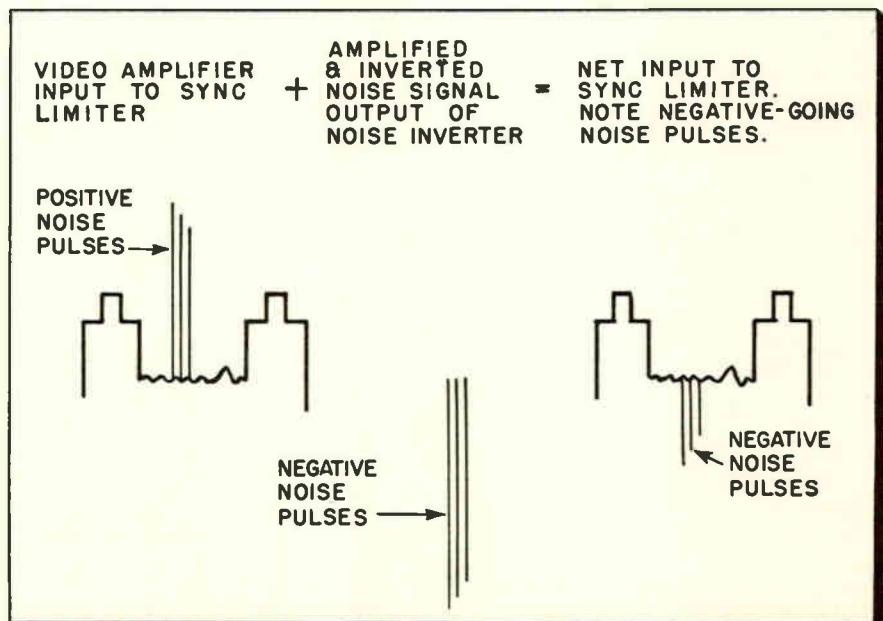 VIDEO AMPLIFIER
INPUT TO SYNC
LIMITER
+
AMPLIFIED
& INVERTED
NOISE SIGNAL
OUTPUT OF
NOISE INVERTER
=
NET INPUT TO
SYNC LIMITER.
NOTE NEGATIVE-GOING
NOISE PULSES.
POSITIVE
NOISE
PULSES
NEGATIVE
NOISE
PULSES
NEGATIVE
NOISE
PULSES